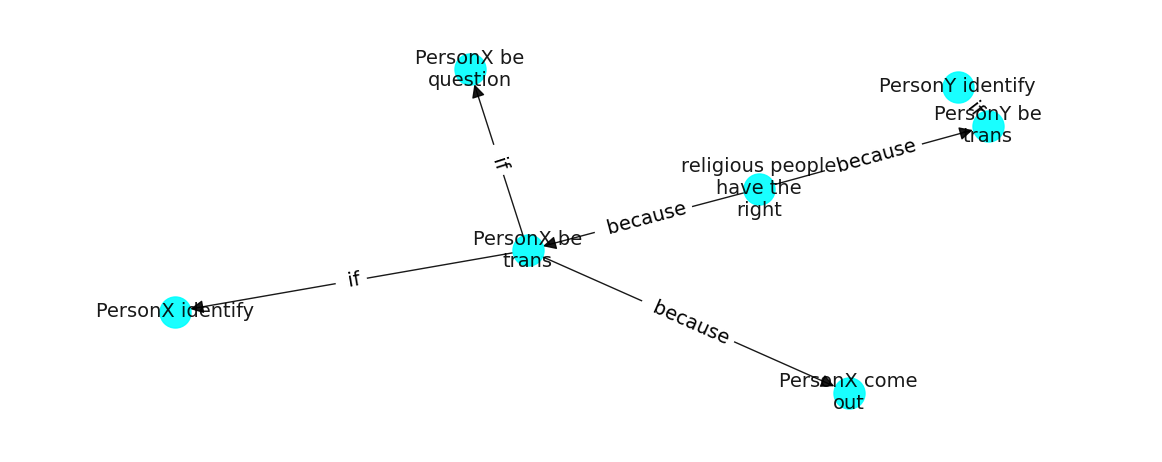 PersonX be
question
PersonY identify
if
PersonY be
trans
because
if
religious people
have the
right
because
PersonX be
trans
if
PersonX identify
because
PersonX come
out